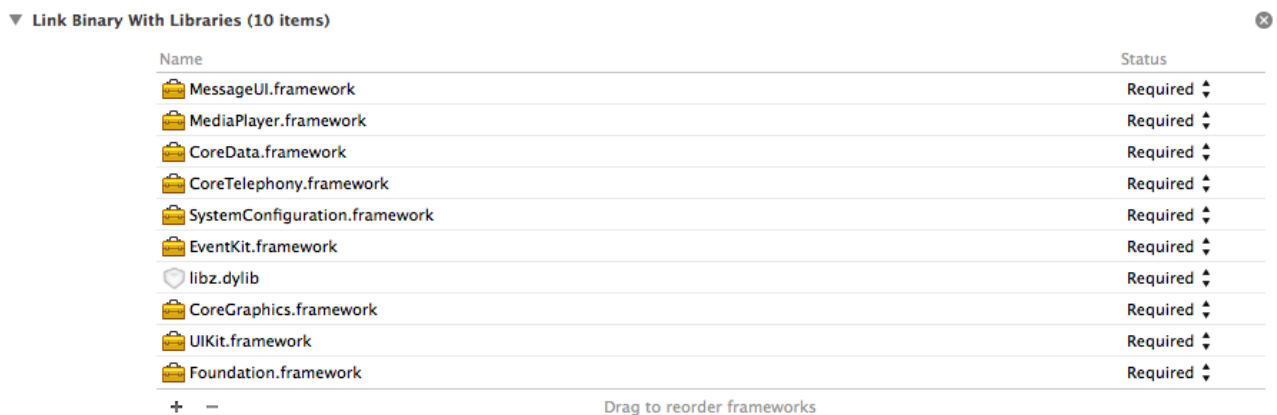 Link Binary With Libraries (10 items)
Name Status
MessageUI.framework Required
MediaPlayer.framework Required
CoreData.framework Required
CoreTelephony.framework Required
SystemConfiguration.framework Required
EventKit.framework Required
libz.dylib Required
CoreGraphics.framework Required
UIKit.framework Required
Foundation.framework Required
+ − Drag to reorder frameworks